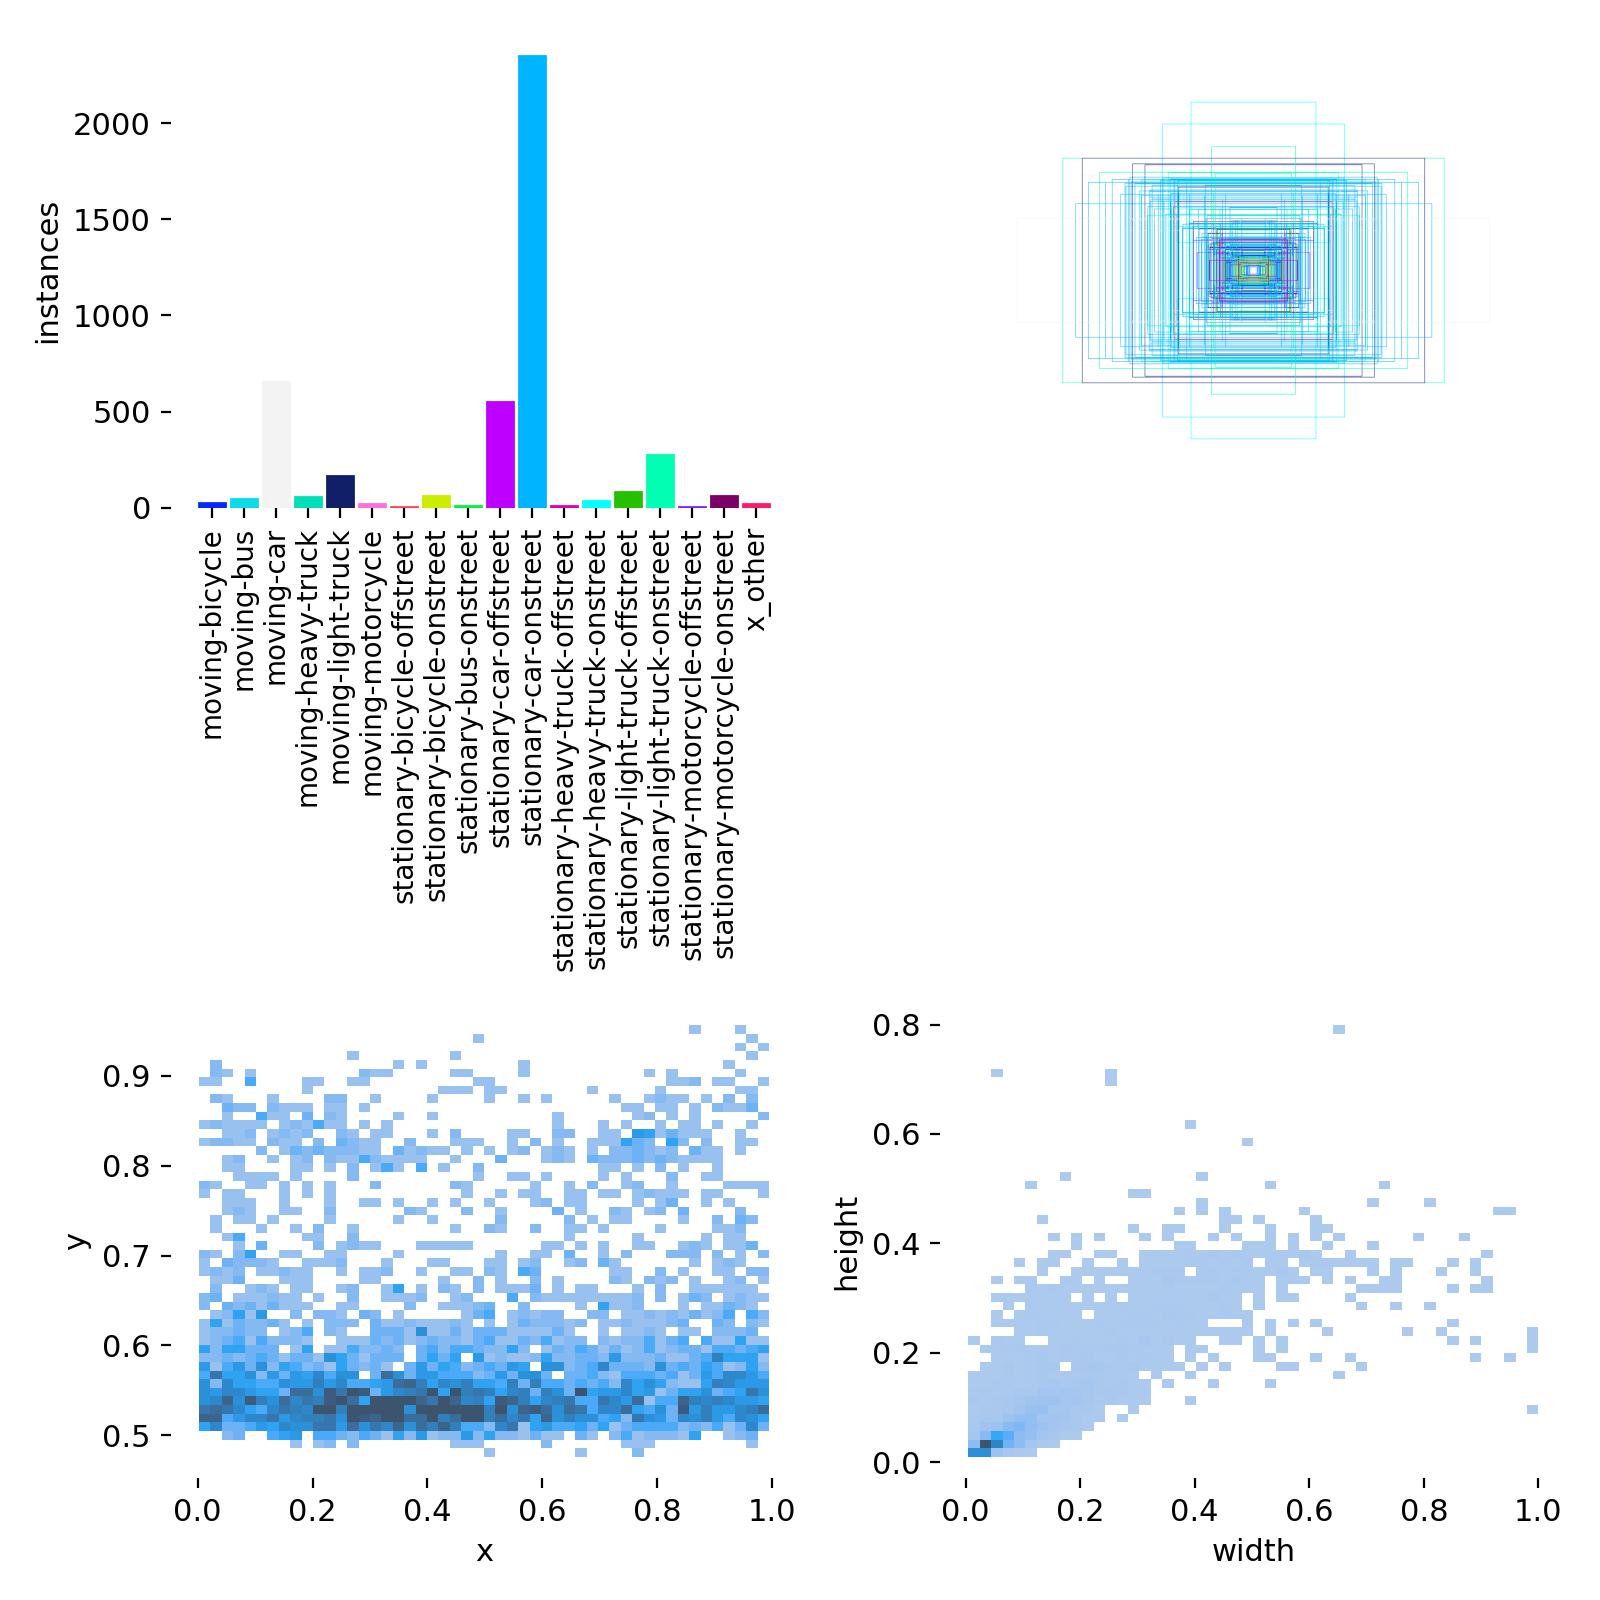 2000
1500
1000
500
0
instances
moving-bicycle
moving-bus
moving-car
moving-heavy-truck
moving-light-truck
moving-motorcycle
stationary-bicycle-offstreet
stationary-bicycle-onstreet
stationary-bus-onstreet
stationary-car-offstreet
stationary-car-onstreet
stationary-heavy-truck-offstreet
stationary-heavy-truck-onstreet
stationary-light-truck-offstreet
stationary-light-truck-onstreet
stationary-motorcycle-offstreet
stationary-motorcycle-onstreet
x_other
0.9
0.8
0.7
0.6
0.5
y
0.0 0.2 0.4 0.6 0.8 1.0
x
0.8
0.6
0.4
0.2
0.0
height
0.0 0.2 0.4 0.6 0.8 1.0
width